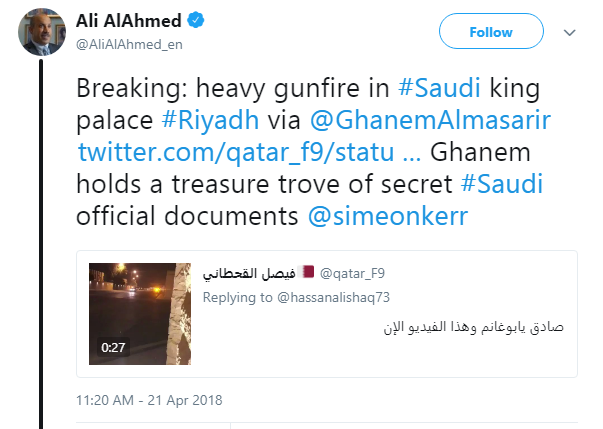 Ali AlAhmed
@AliAlAhmed_en
Follow
Breaking: heavy gunfire in #Saudi king
palace #Riyadh via @GhanemAlmasarir
twitter.com/qatar_f9/statu ... Ghanem
holds a treasure trove of secret #Saudi
official documents @simeonkerr
فيصل القحطاني 🇶🇦 @qatar_F9
Replying to @hassanalishaq73
صادق يابوغانم وهذا الفيديو الإن
0:27
11:20 AM - 21 Apr 2018